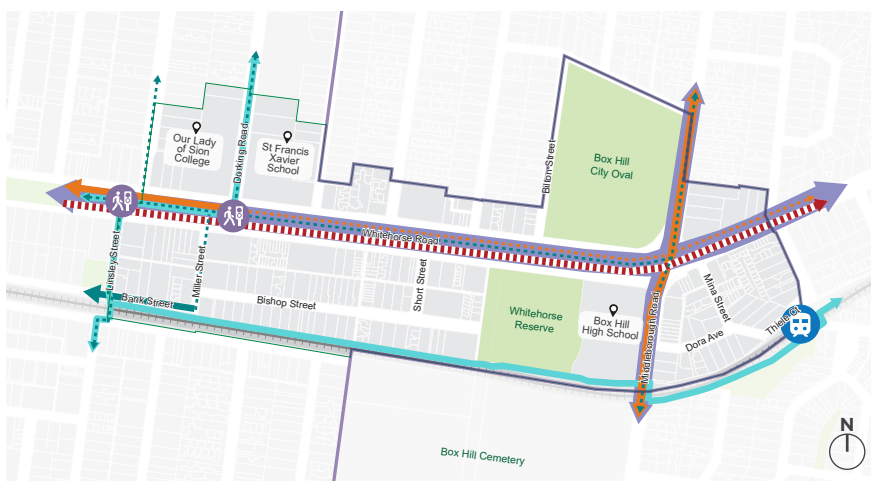 Our Lady
of Sion
College
Dorking Road
St Francis
Xavier
School
Bilton Street
Box Hill
City Oval
Whitehorse Road
Linsley Street
Miller Street
Short Street
Bank Street
Bishop Street
Whitehorse
Reserve
Box Hill
High School
Middleborough Road
Mina Street
Dora Ave
N
Box Hill Cemetery